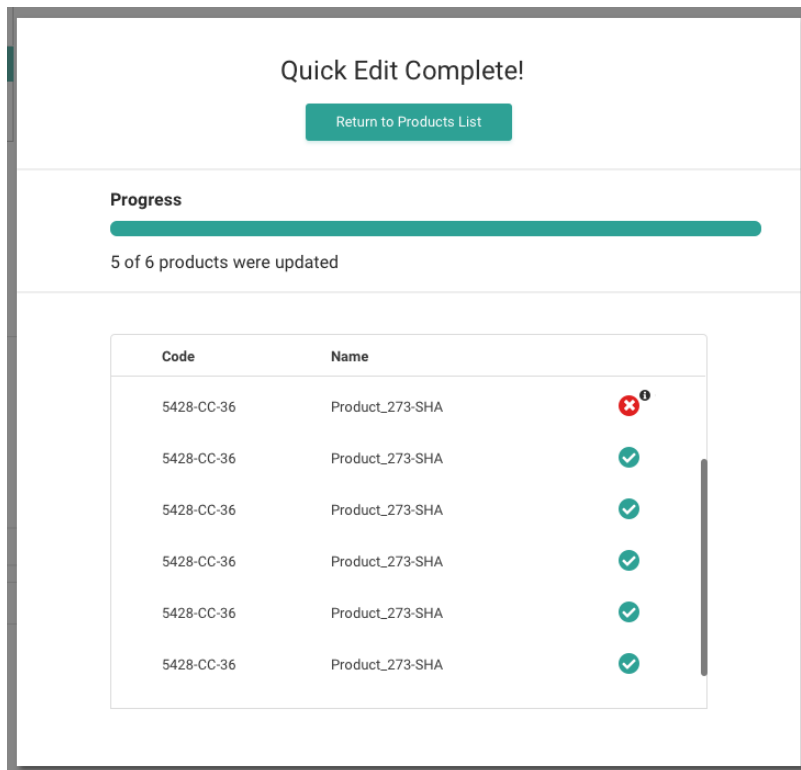 Quick Edit Complete!
Return to Products List
Progress
5 of 6 products were updated
Code Name
5428-CC-36 Product_273-SHA
5428-CC-36 Product_273-SHA
5428-CC-36 Product_273-SHA
5428-CC-36 Product_273-SHA
5428-CC-36 Product_273-SHA
5428-CC-36 Product_273-SHA